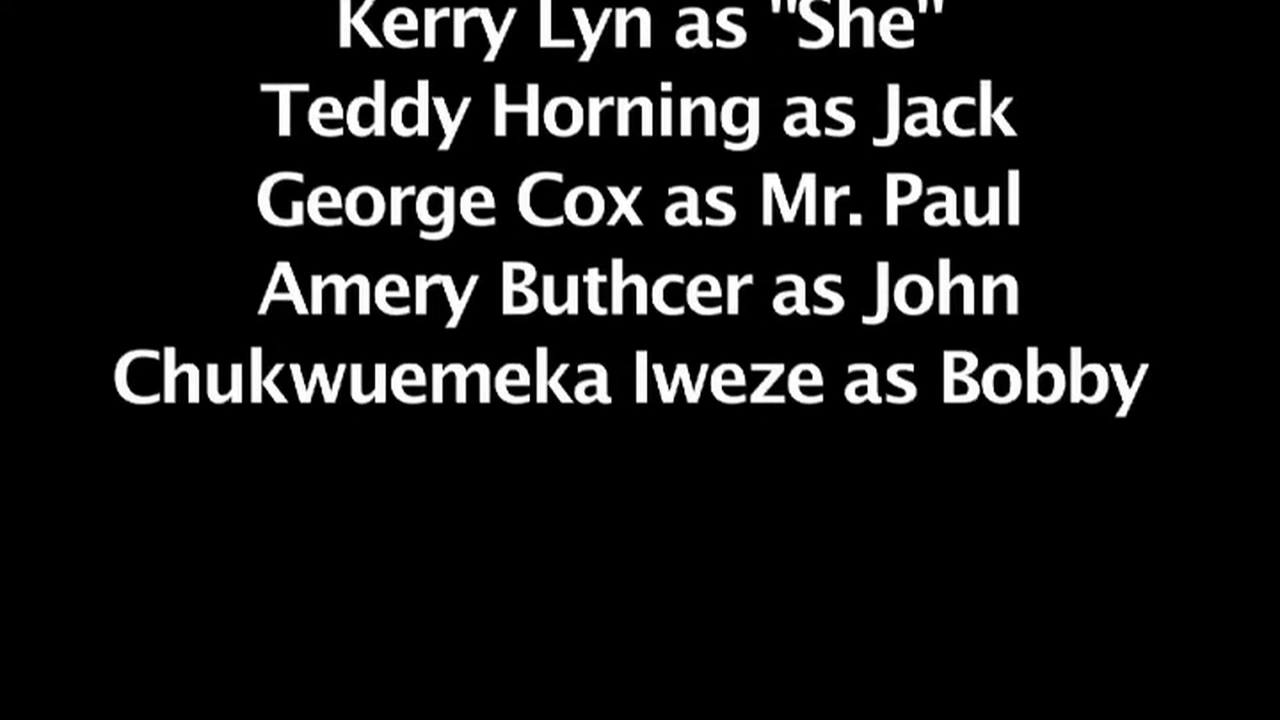 Kerry Lyn as "She"
Teddy Horning as Jack
George Cox as Mr. Paul
Amery Buthcer as John
Chukwuemeka Iweze as Bobby